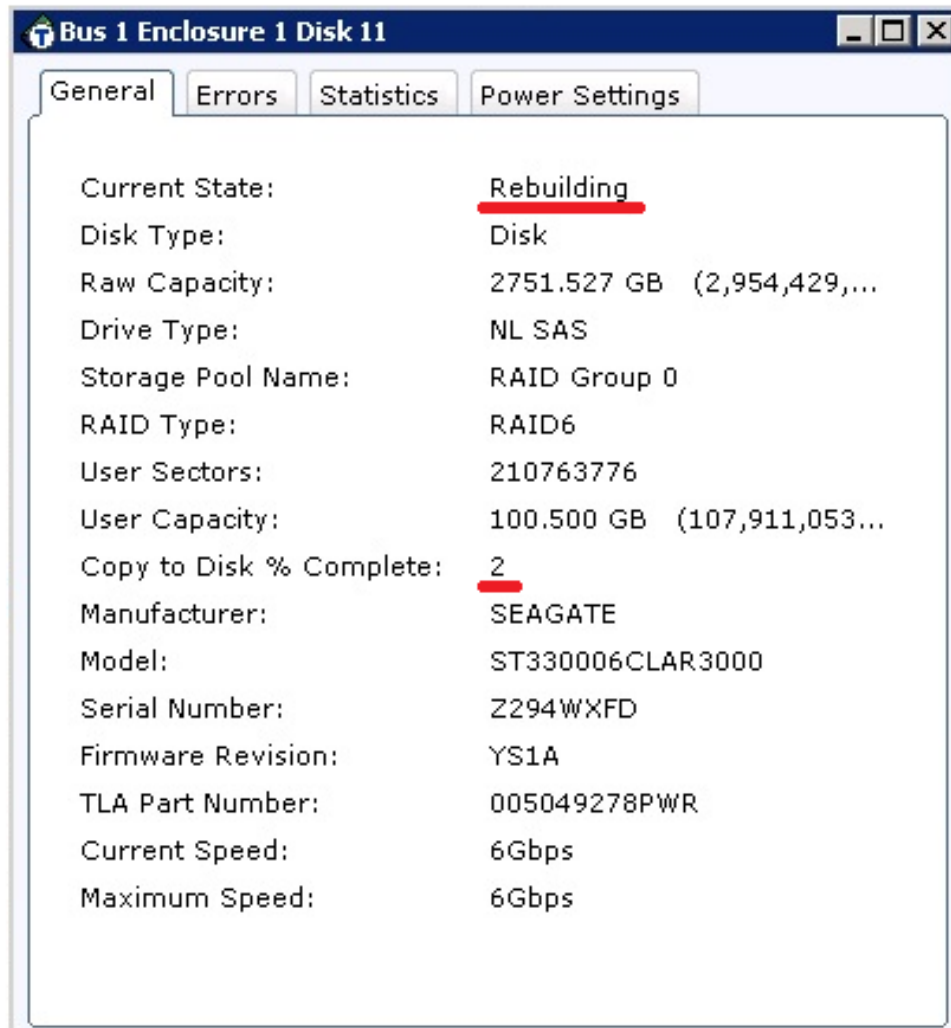 Bus 1 Enclosure 1 Disk 11
General Errors Statistics Power Settings
Current State: Rebuilding
Disk Type: Disk
Raw Capacity: 2751.527 GB (2,954,429,...
Drive Type: NL SAS
Storage Pool Name: RAID Group 0
RAID Type: RAID6
User Sectors: 210763776
User Capacity: 100.500 GB (107,911,053...
Copy to Disk % Complete: 2
Manufacturer: SEAGATE
Model: ST330006CLAR3000
Serial Number: Z294WXFD
Firmware Revision: YS1A
TLA Part Number: 005049278PWR
Current Speed: 6Gbps
Maximum Speed: 6Gbps